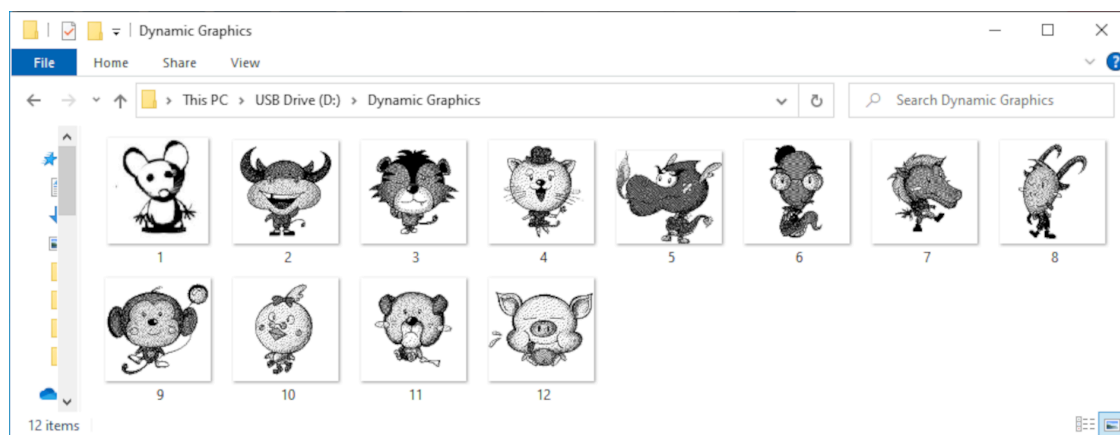 Dynamic Graphics
File Home Share View
This PC USB Drive (D:) Dynamic Graphics Search Dynamic Graphics
1 2 3 4 5 6 7 8
9 10 11 12
12 items